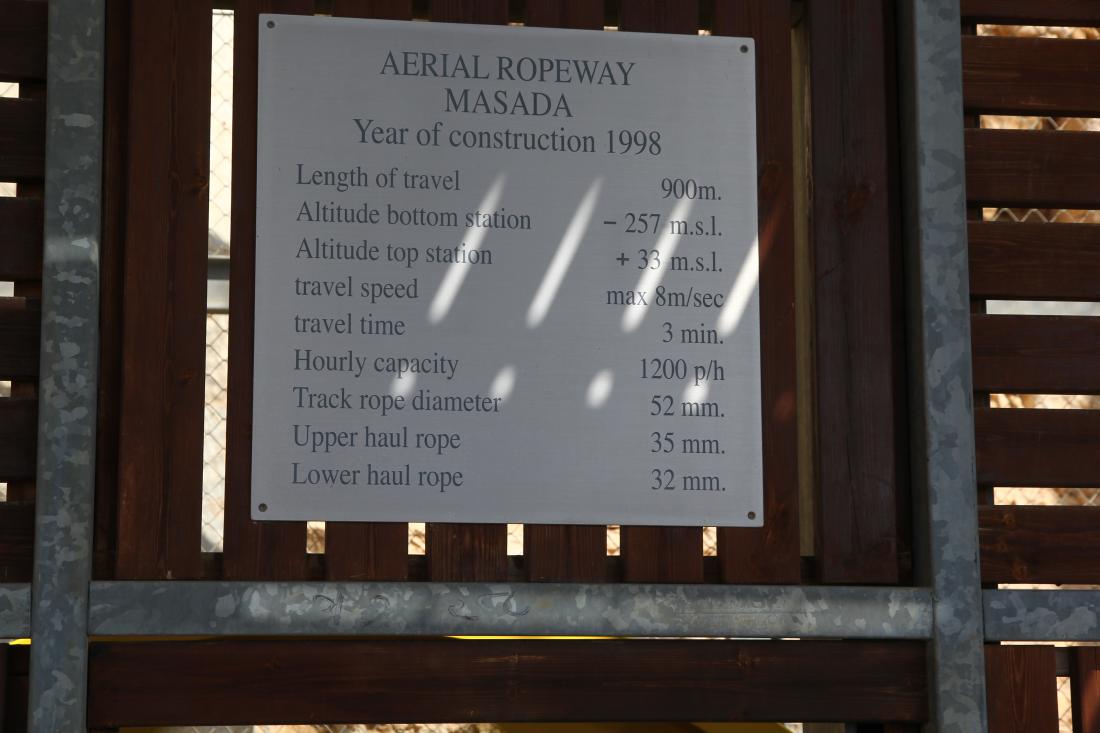 AERIAL ROPEWAY
MASADA
Year of construction 1998
Length of travel 900m.
Altitude bottom station − 257 m.s.l.
Altitude top station + 33 m.s.l.
travel speed max 8m/sec
travel time 3 min.
Hourly capacity 1200 p/h
Track rope diameter 52 mm.
Upper haul rope 35 mm.
Lower haul rope 32 mm.